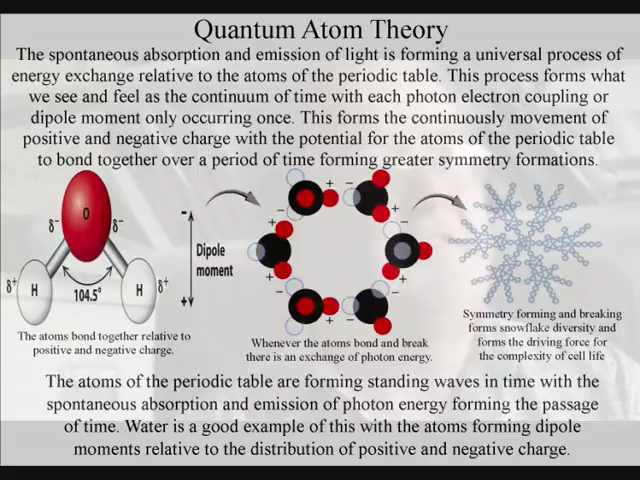 Quantum Atom Theory
The spontaneous absorption and emission of light is forming a universal process of
energy exchange relative to the atoms of the periodic table. This process forms what
we see and feel as the continuum of time with each photon electron coupling or
dipole moment only occurring once. This forms the continuously movement of
positive and negative charge with the potential for the atoms of the periodic table
to bond together over a period of time forming greater symmetry formations.
O
δ⁻ δ⁻
δ⁺ H H δ⁺
104.5°
-
Dipole
moment
+
+ −
− +
+ −
− +
+ −
− +
The atoms bond together relative to
positive and negative charge.
Whenever the atoms bond and break
there is an exchange of photon energy.
Symmetry forming and breaking
forms snowflake diversity and
forms the driving force for
the complexity of cell life
The atoms of the periodic table are forming standing waves in time with the
spontaneous absorption and emission of photon energy forming the passage
of time. Water is a good example of this with the atoms forming dipole
moments relative to the distribution of positive and negative charge.